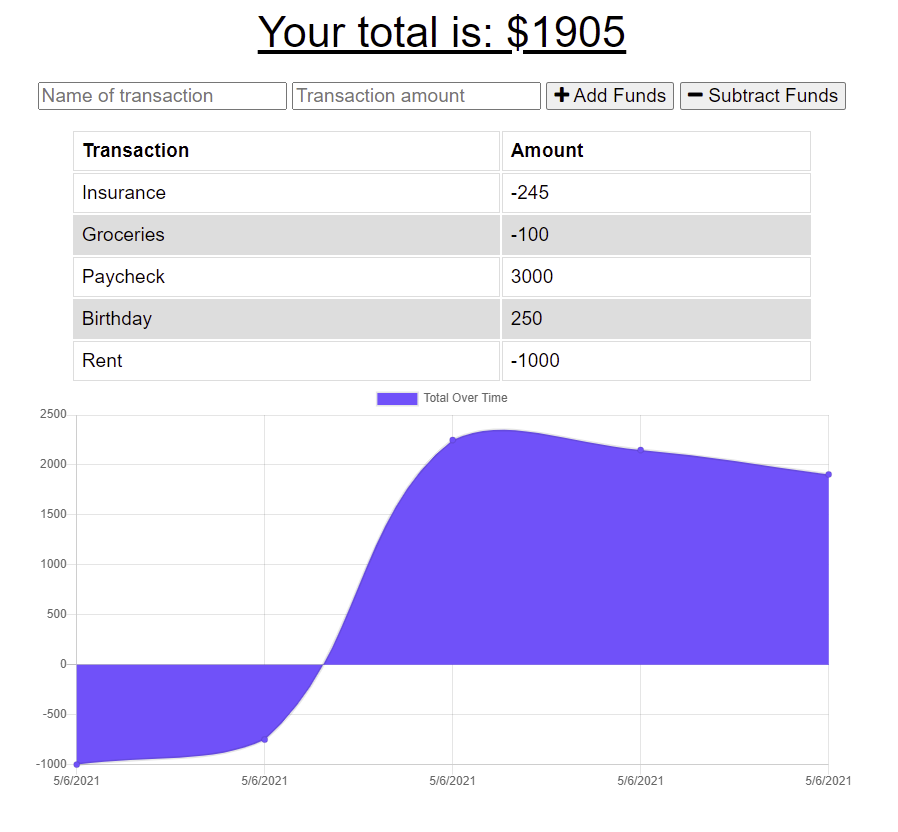 Your total is: $1905
Name of transaction Transaction amount Add Funds Subtract Funds
Transaction Amount
Insurance -245
Groceries -100
Paycheck 3000
Birthday 250
Rent -1000
Total Over Time
2500
2000
1500
1000
500
0
-500
-1000
5/6/2021 5/6/2021 5/6/2021 5/6/2021 5/6/2021